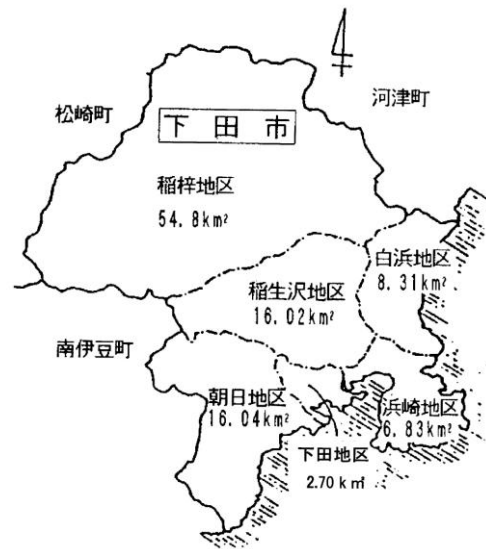 松崎町
河津町
下田市
稲梓地区
54.8km²
白浜地区
8.31km²
稲生沢地区
16.02km²
南伊豆町
朝日地区
16.04km²
浜崎地区
6.83km²
下田地区
2.70km²